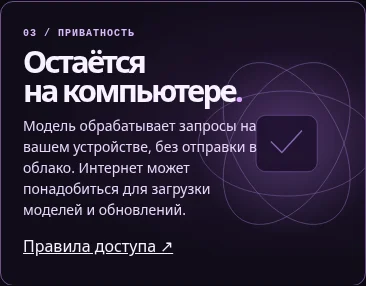 03 / ПРИВАТНОСТЬ
Остаётся
на компьютере.
Модель обрабатывает запросы на
вашем устройстве, без отправки в
облако. Интернет может
понадобиться для загрузки
моделей и обновлений.
Правила доступа ↗